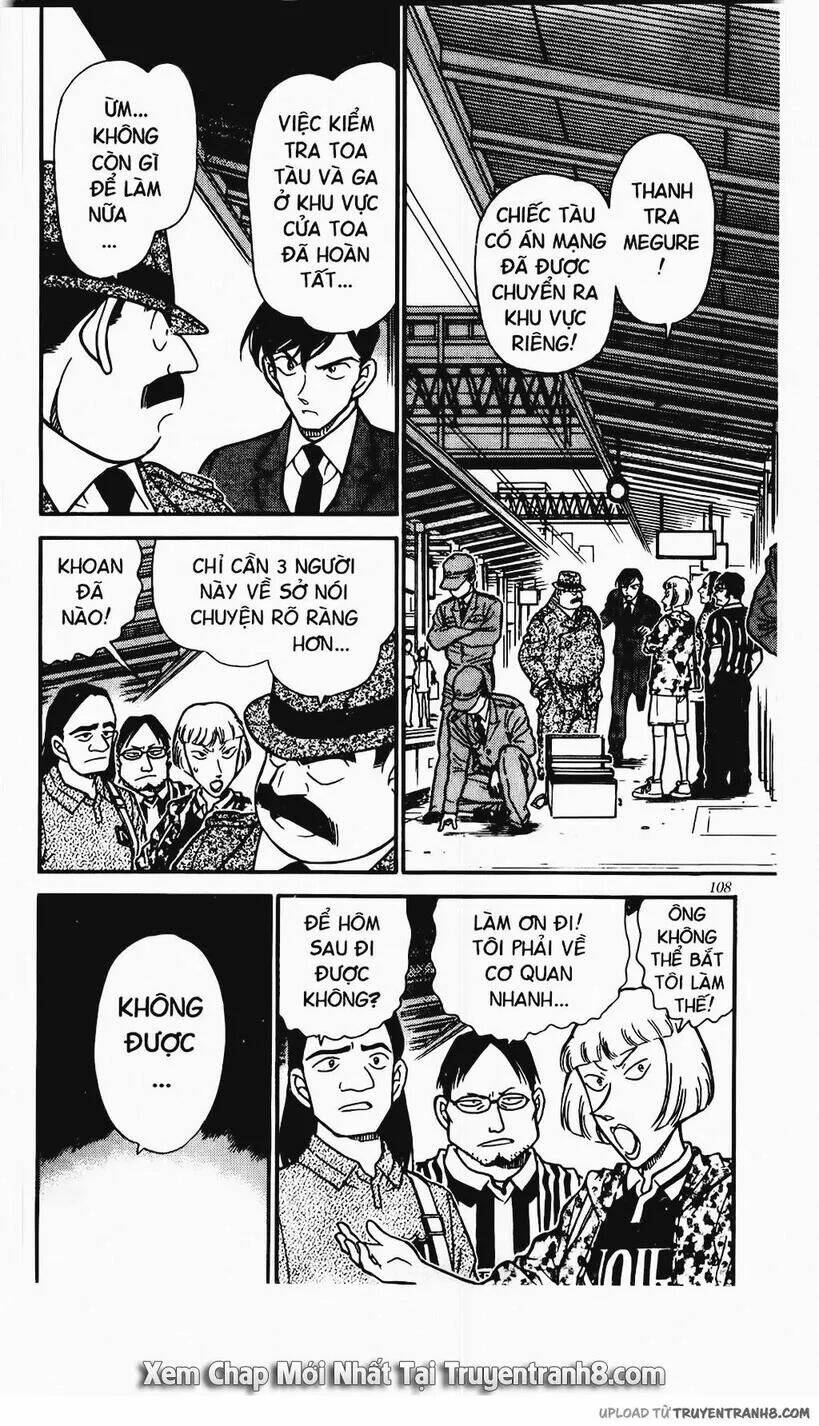 THANH
TRA
MEGURE
!
CHIẾC TÀU
CÓ ÁN MẠNG
ĐÃ ĐƯỢC
CHUYỂN RA
KHU VỰC
RIÊNG!
VIỆC KIỂM
TRA TOA
TÀU VÀ GA
Ở KHU VỰC
CỬA TOA
ĐÃ HOÀN
TẤT...
ỪM...
KHÔNG
CÒN GÌ
ĐỂ LÀM
NỮA
...
CHỈ CẦN 3 NGƯỜI
NÀY VỀ SỞ NÓI
CHUYỆN RÕ RÀNG
HƠN...
KHOAN
ĐÃ
NÀO!
108
ÔNG
KHÔNG
THỂ BẮT
TÔI LÀM
THẾ!
LÀM ƠN ĐI!
TÔI PHẢI VỀ
CƠ QUAN
NHANH...
ĐỂ HÔM
SAU ĐI
ĐƯỢC
KHÔNG?
KHÔNG
ĐƯỢC
...
Xem Chap Mới Nhất Tại Truyentranh8.com
UPLOAD TỪ TRUYENTRANH8.COM